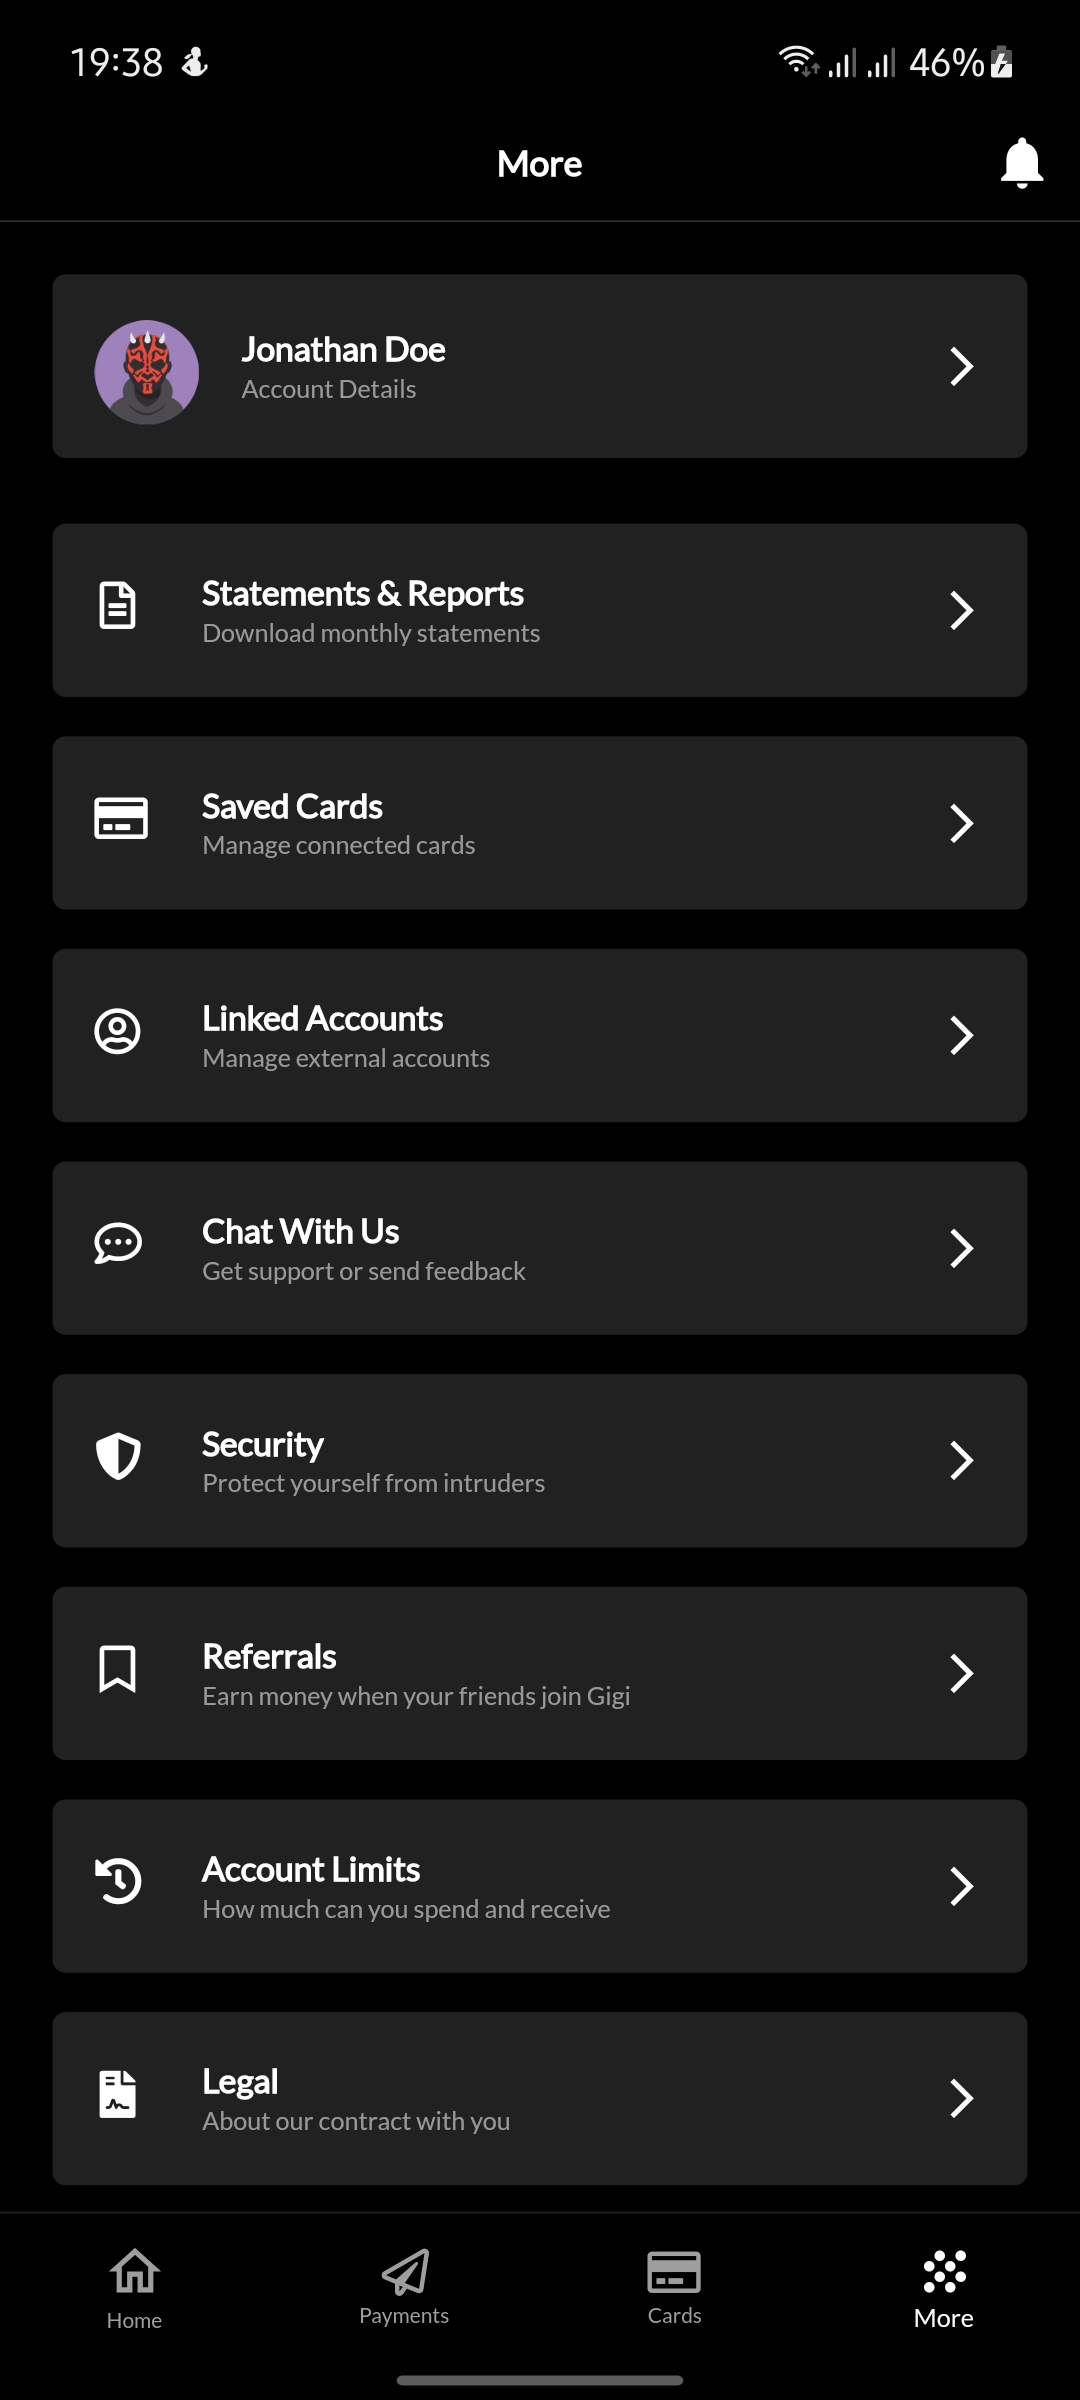 19:38
46%
More
Jonathan Doe
Account Details
Statements & Reports
Download monthly statements
Saved Cards
Manage connected cards
Linked Accounts
Manage external accounts
Chat With Us
Get support or send feedback
Security
Protect yourself from intruders
Referrals
Earn money when your friends join Gigi
Account Limits
How much can you spend and receive
Legal
About our contract with you
Home
Payments
Cards
More